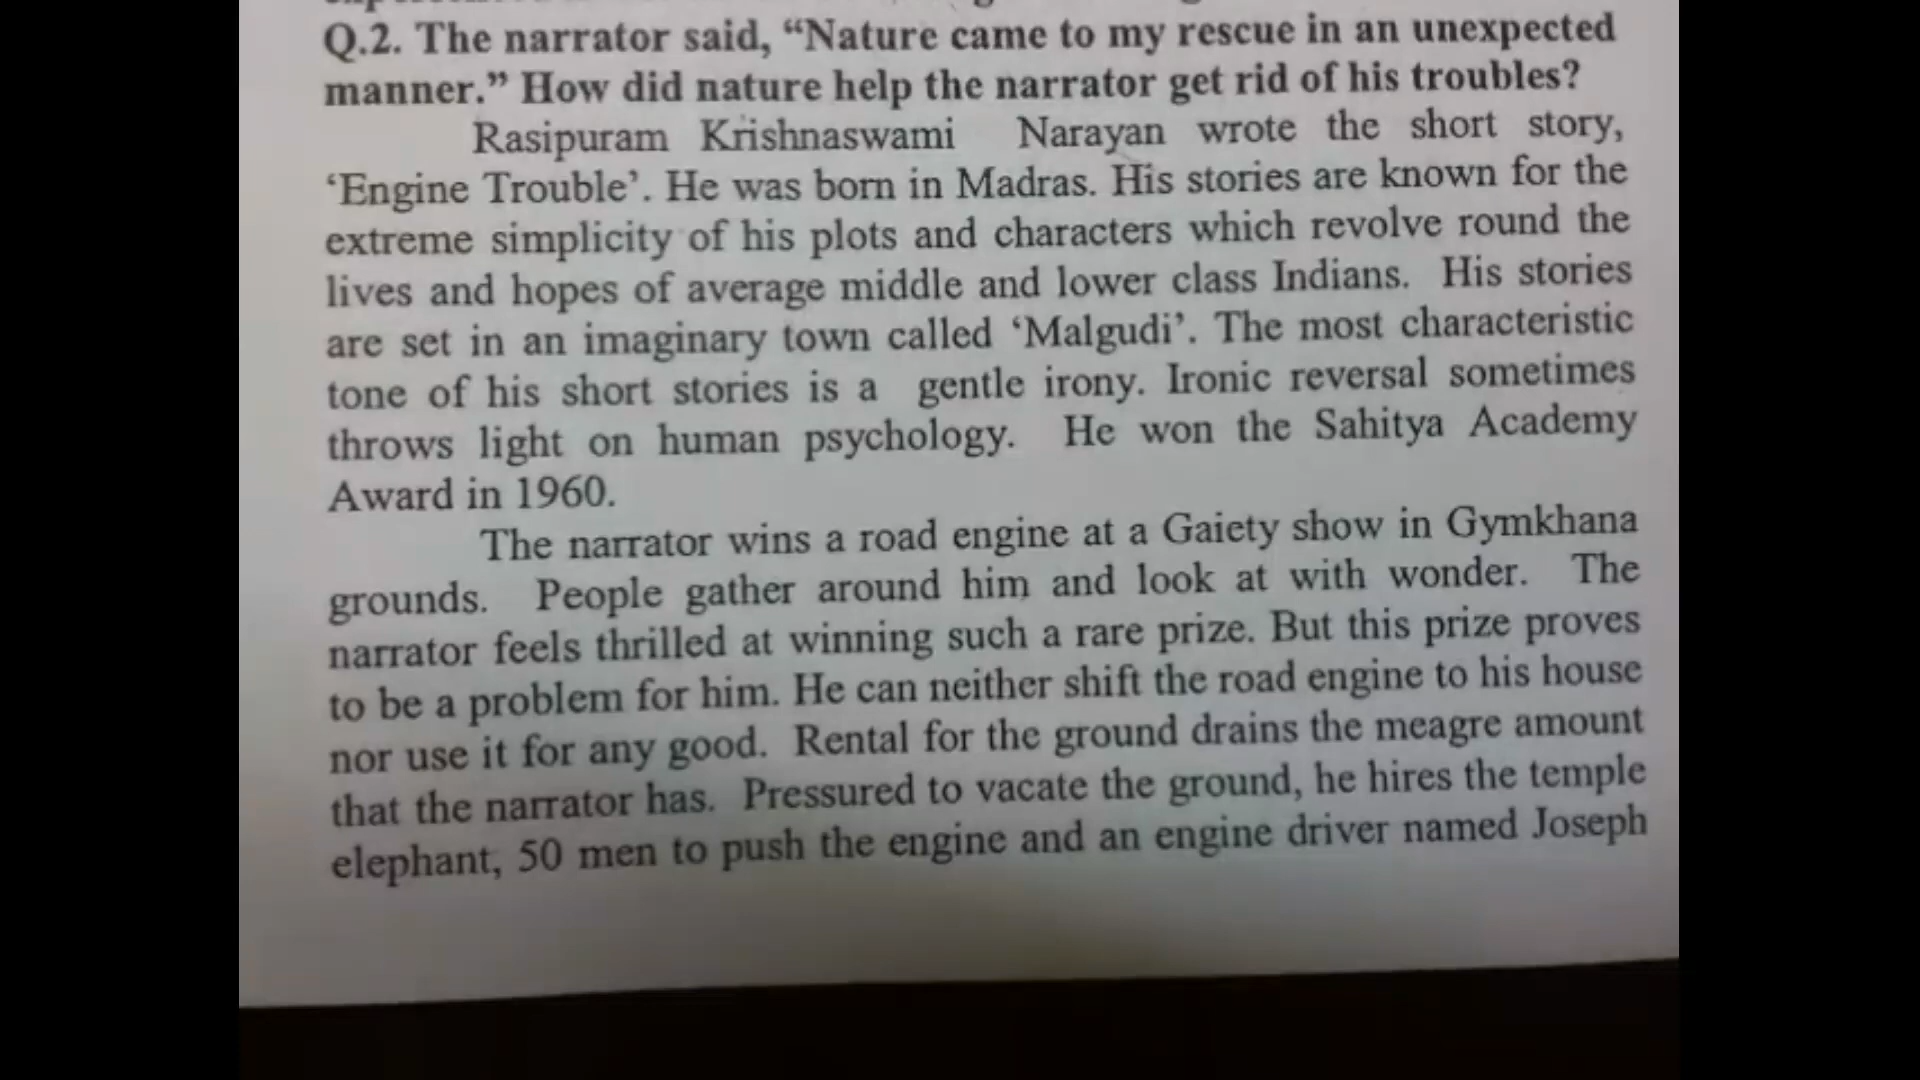 Q.2. The narrator said, “Nature came to my rescue in an unexpected
manner.” How did nature help the narrator get rid of his troubles?
Rasipuram Krishnaswami Narayan wrote the short story,
‘Engine Trouble’. He was born in Madras. His stories are known for the
extreme simplicity of his plots and characters which revolve round the
lives and hopes of average middle and lower class Indians. His stories
are set in an imaginary town called ‘Malgudi’. The most characteristic
tone of his short stories is a gentle irony. Ironic reversal sometimes
throws light on human psychology. He won the Sahitya Academy
Award in 1960.
The narrator wins a road engine at a Gaiety show in Gymkhana
grounds. People gather around him and look at with wonder. The
narrator feels thrilled at winning such a rare prize. But this prize proves
to be a problem for him. He can neither shift the road engine to his house
nor use it for any good. Rental for the ground drains the meagre amount
that the narrator has. Pressured to vacate the ground, he hires the temple
elephant, 50 men to push the engine and an engine driver named Joseph